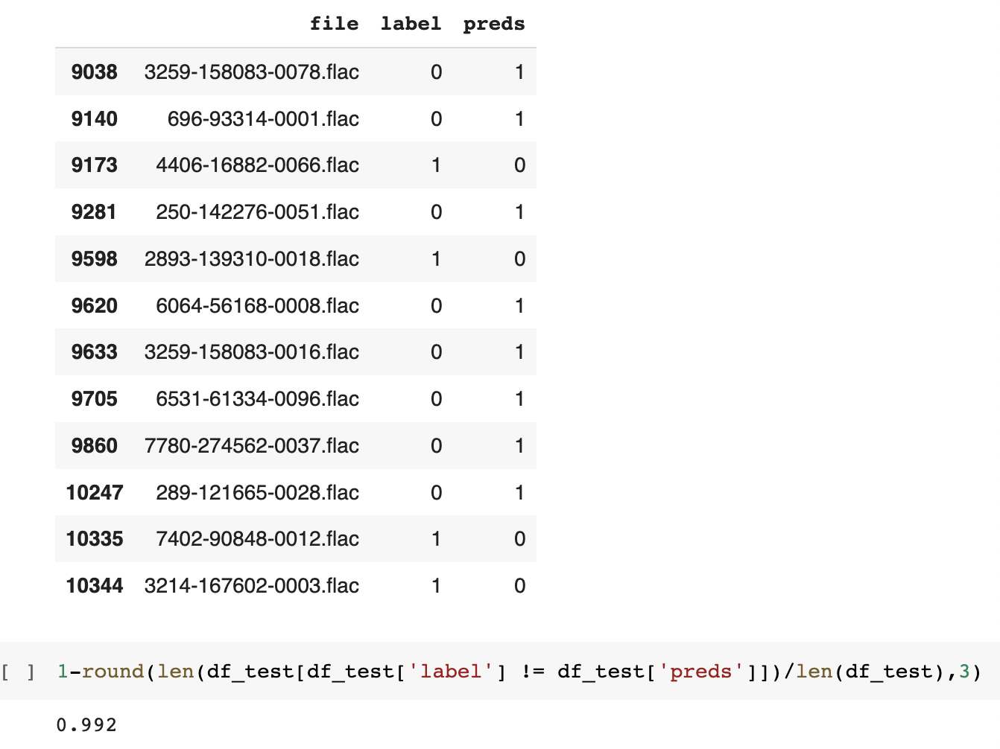 file label preds
9038 3259-158083-0078.flac 0 1
9140 696-93314-0001.flac 0 1
9173 4406-16882-0066.flac 1 0
9281 250-142276-0051.flac 0 1
9598 2893-139310-0018.flac 1 0
9620 6064-56168-0008.flac 0 1
9633 3259-158083-0016.flac 0 1
9705 6531-61334-0096.flac 0 1
9860 7780-274562-0037.flac 0 1
10247 289-121665-0028.flac 0 1
10335 7402-90848-0012.flac 1 0
10344 3214-167602-0003.flac 1 0
[ ] 1-round(len(df_test[df_test['label'] != df_test['preds']])/len(df_test),3)
0.992